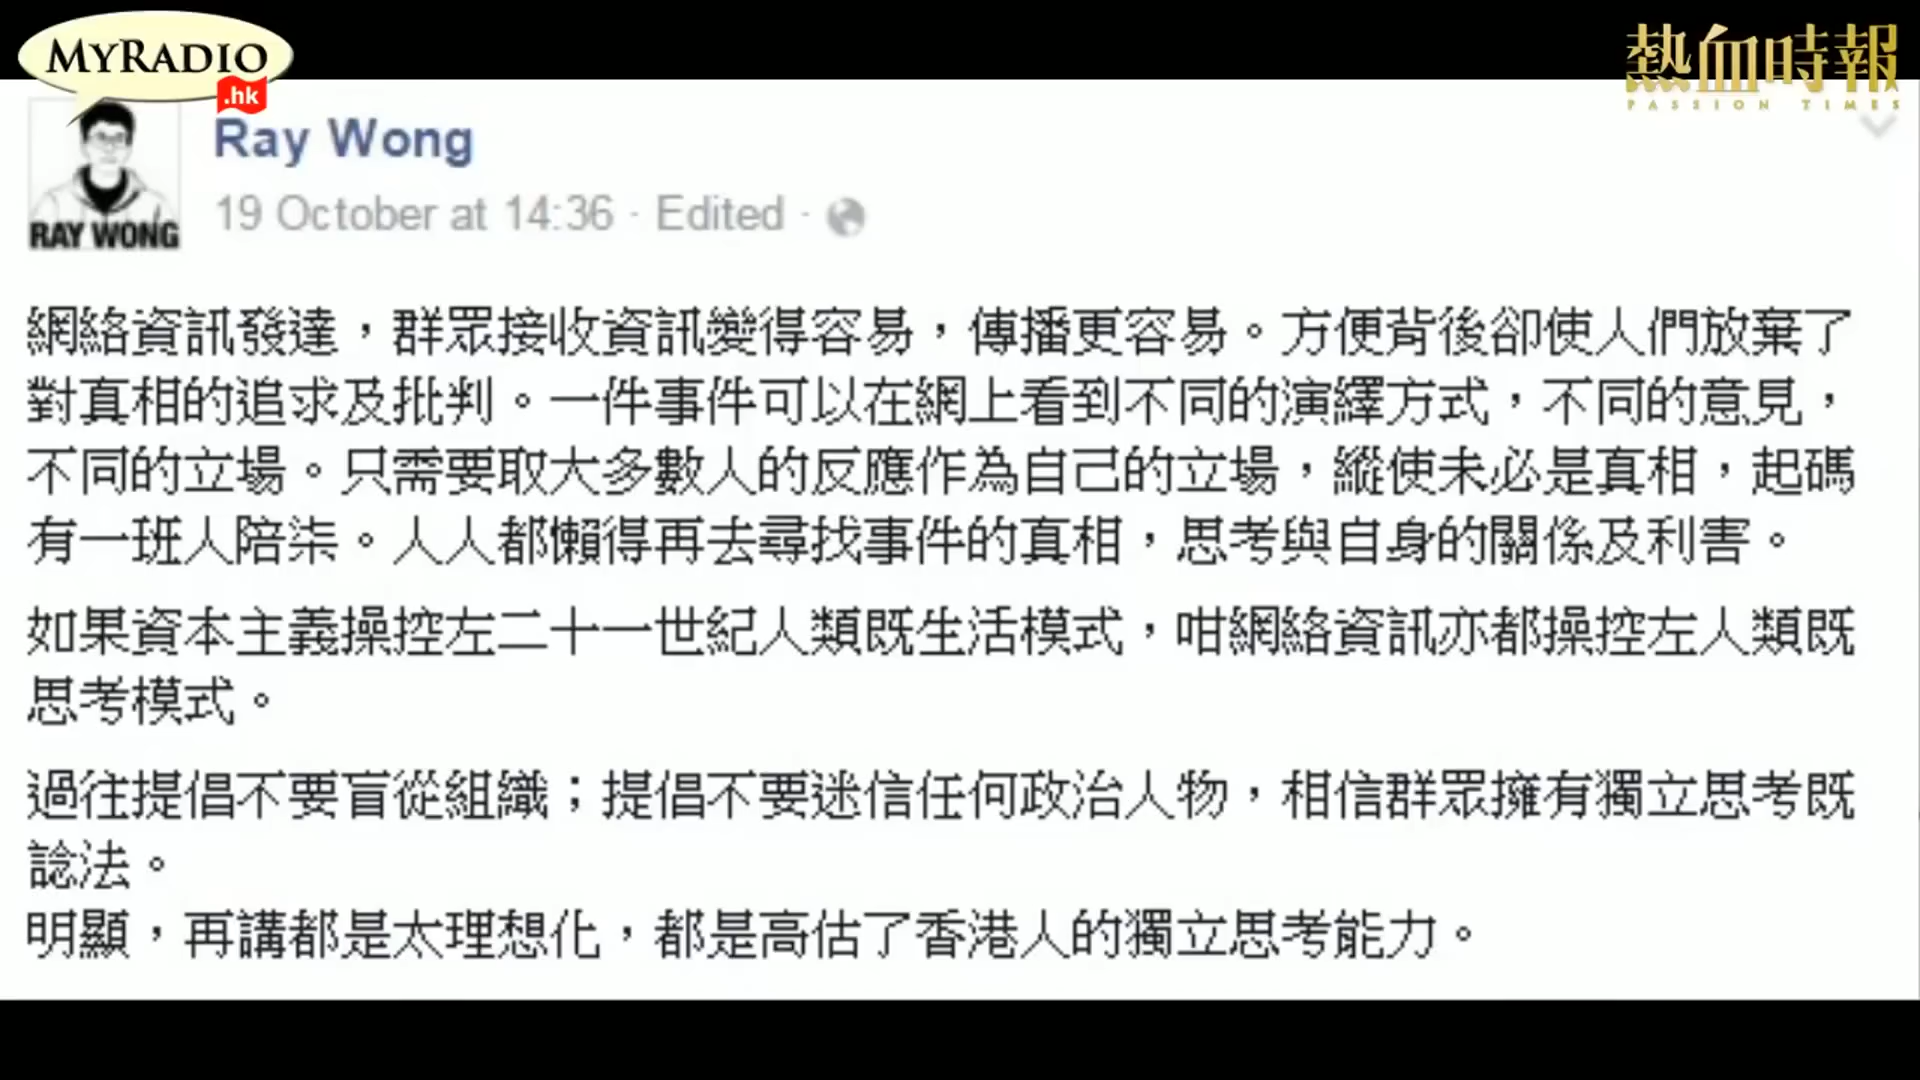 MYRADIO
.hk
熱血時報
PASSION TIMES
RAY WONG
Ray Wong
19 October at 14:36 · Edited ·
網絡資訊發達，群眾接收資訊變得容易，傳播更容易。方便背後卻使人們放棄了
對真相的追求及批判。一件事件可以在網上看到不同的演繹方式，不同的意見，
不同的立場。只需要取大多數人的反應作為自己的立場，縱使未必是真相，起碼
有一班人陪柒。人人都懶得再去尋找事件的真相，思考與自身的關係及利害。
如果資本主義操控左二十一世紀人類既生活模式，咁網絡資訊亦都操控左人類既
思考模式。
過往提倡不要盲從組織；提倡不要迷信任何政治人物，相信群眾擁有獨立思考既
諗法。
明顯，再講都是太理想化，都是高估了香港人的獨立思考能力。